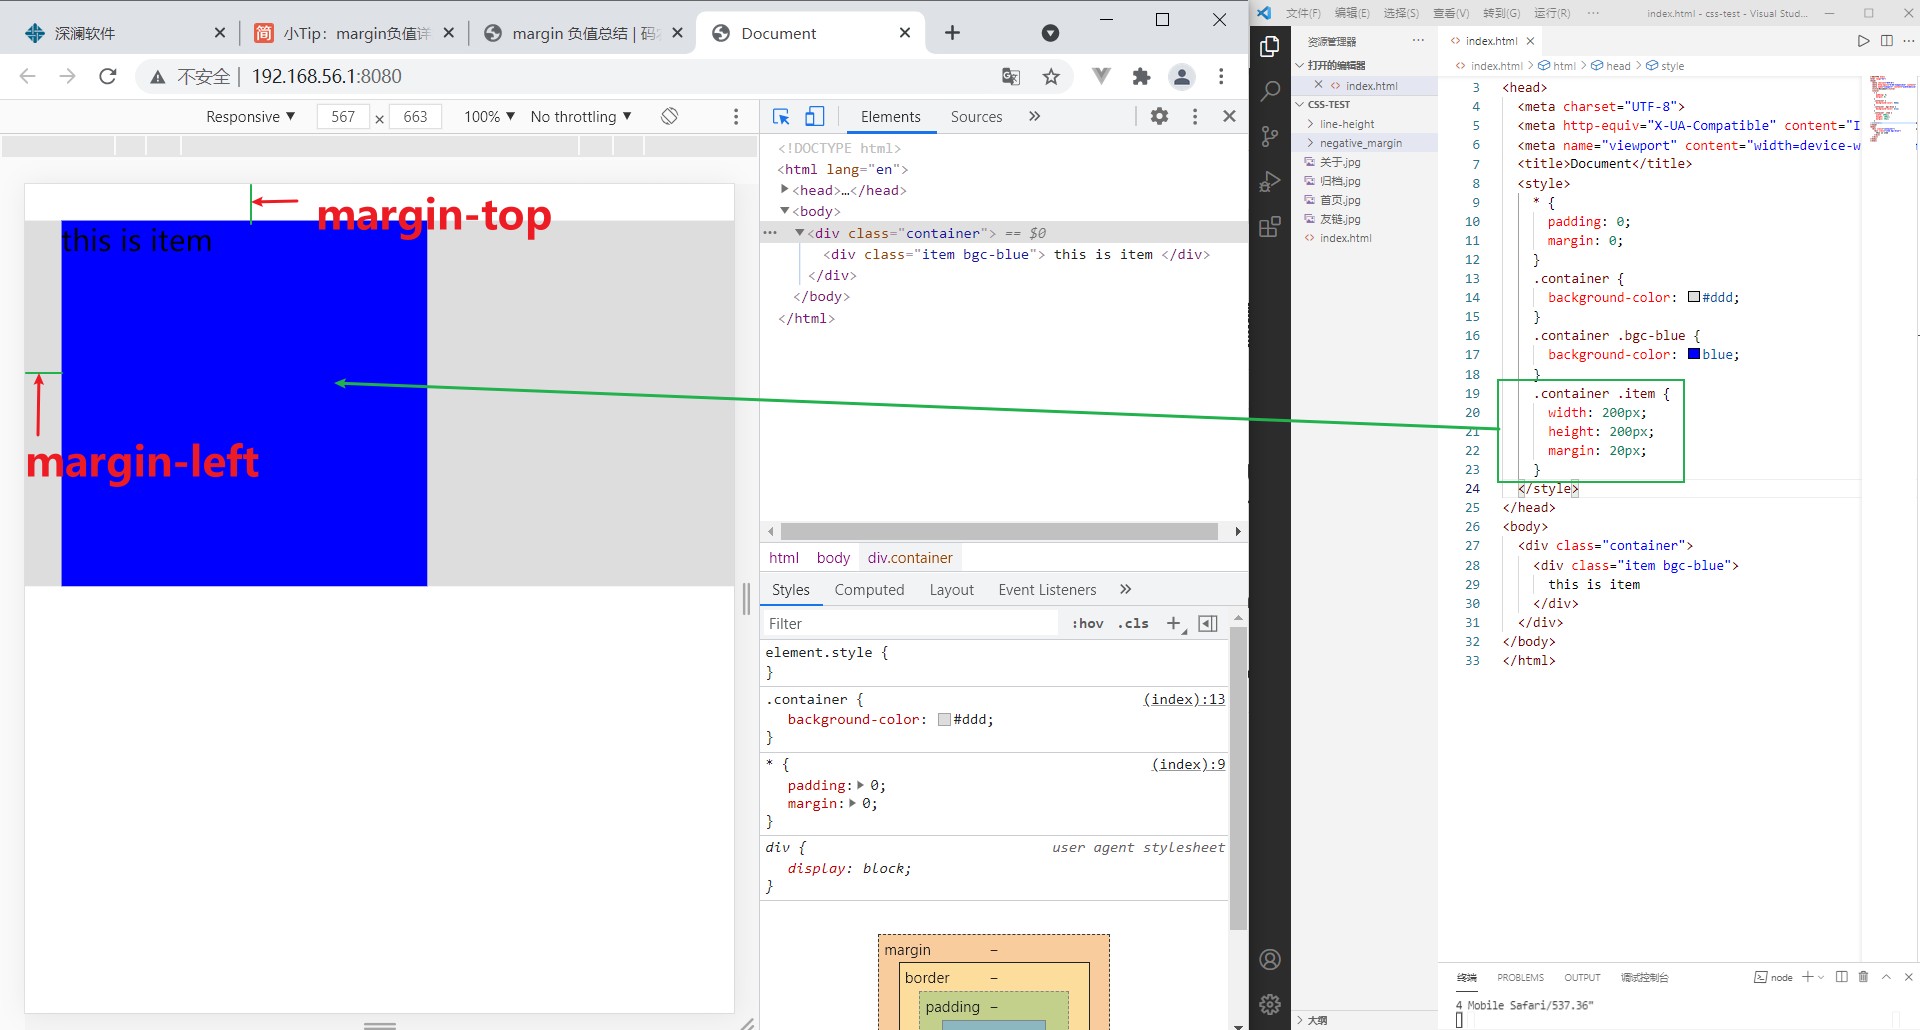 深澜软件
小Tip：margin负值详
margin 负值总结 | 码农
Document
不安全 | 192.168.56.1:8080
Responsive ▼ 567 × 663 100% ▼ No throttling ▼
margin-top
this is item
margin-left
Elements Sources »
<!DOCTYPE html>
<html lang="en">
▶<head>…</head>
▼<body>
… ▼<div class="container"> == $0
<div class="item bgc-blue"> this is item </div>
</div>
</body>
</html>
html body div.container
Styles Computed Layout Event Listeners »
Filter :hov .cls +
element.style {
}
.container { (index):13
background-color: #ddd;
}
* { (index):9
padding:▶ 0;
margin:▶ 0;
}
div { user agent stylesheet
display: block;
}
margin –
border –
padding –
文件(F) 编辑(E) 选择(S) 查看(V) 转到(G) 运行(R) … index.html - css-test - Visual Stud...
资源管理器 …
打开的编辑器
index.html
CSS-TEST
line-height
negative_margin
关于.jpg
归档.jpg
首页.jpg
友链.jpg
index.html
大纲
index.html
index.html > html > head > style
3 <head>
4 <meta charset="UTF-8">
5 <meta http-equiv="X-UA-Compatible" content="I
6 <meta name="viewport" content="width=device-w
7 <title>Document</title>
8 <style>
9 * {
10 padding: 0;
11 margin: 0;
12 }
13 .container {
14 background-color: #ddd;
15 }
16 .container .bgc-blue {
17 background-color: blue;
18 }
19 .container .item {
20 width: 200px;
21 height: 200px;
22 margin: 20px;
23 }
24 </style>
25 </head>
26 <body>
27 <div class="container">
28 <div class="item bgc-blue">
29 this is item
30 </div>
31 </div>
32 </body>
33 </html>
终端 PROBLEMS OUTPUT 调试控制台 node
4 Mobile Safari/537.36"